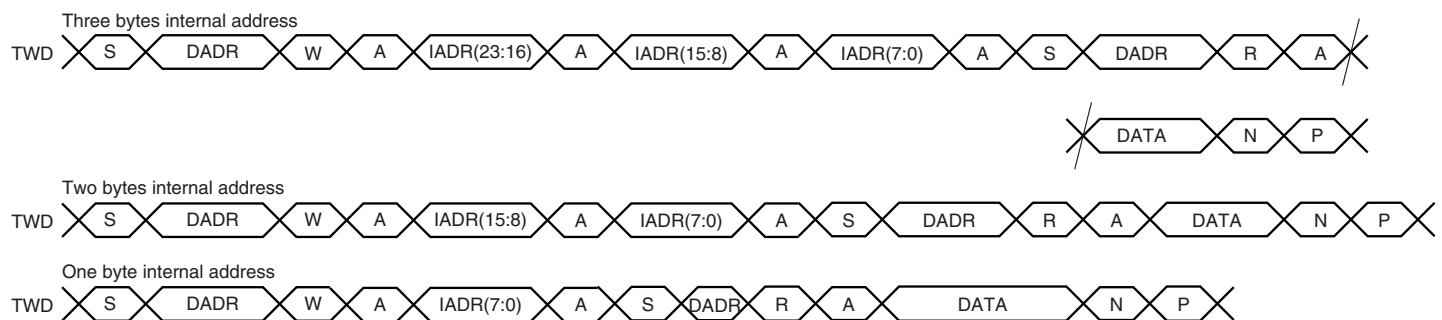 Three bytes internal address
TWD S DADR W A IADR(23:16) A IADR(15:8) A IADR(7:0) A S DADR R A
DATA N P
Two bytes internal address
TWD S DADR W A IADR(15:8) A IADR(7:0) A S DADR R A DATA N P
One byte internal address
TWD S DADR W A IADR(7:0) A S DADR R A DATA N P